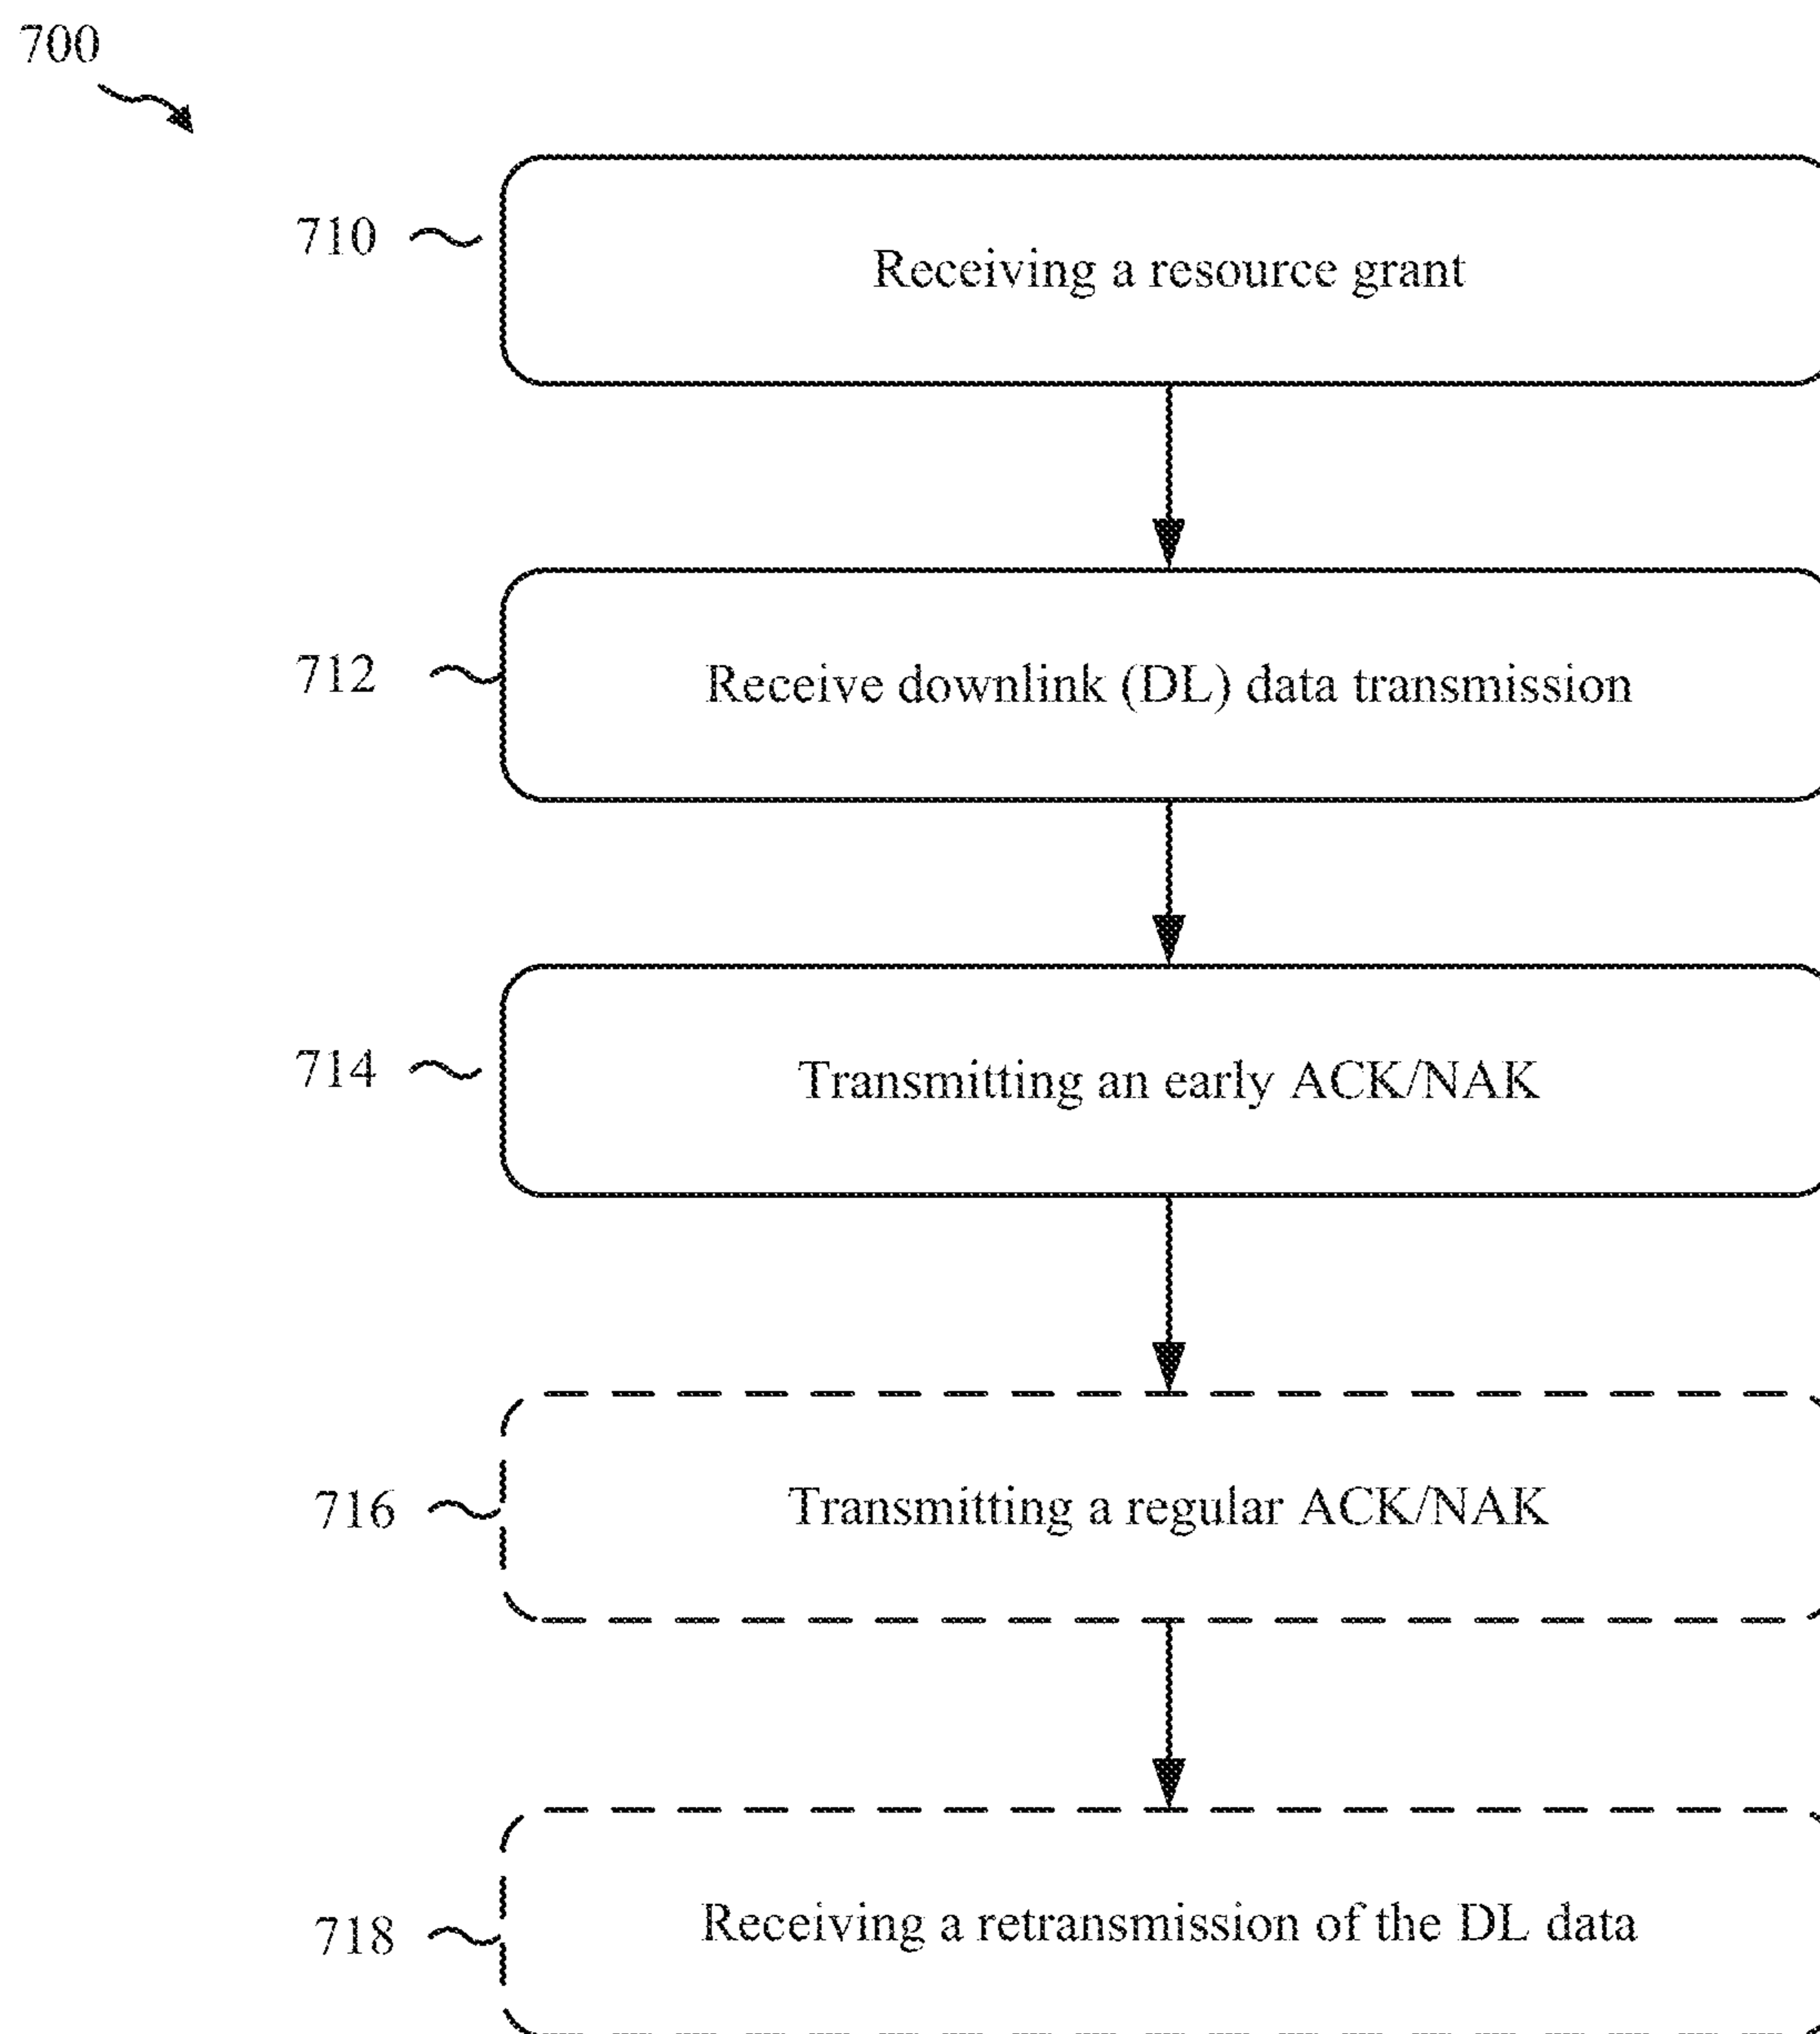 700
710
Receiving a resource grant
712
Receive downlink (DL) data transmission
714
Transmitting an early ACK/NAK
716
Transmitting a regular ACK/NAK
718
Receiving a retransmission of the DL data